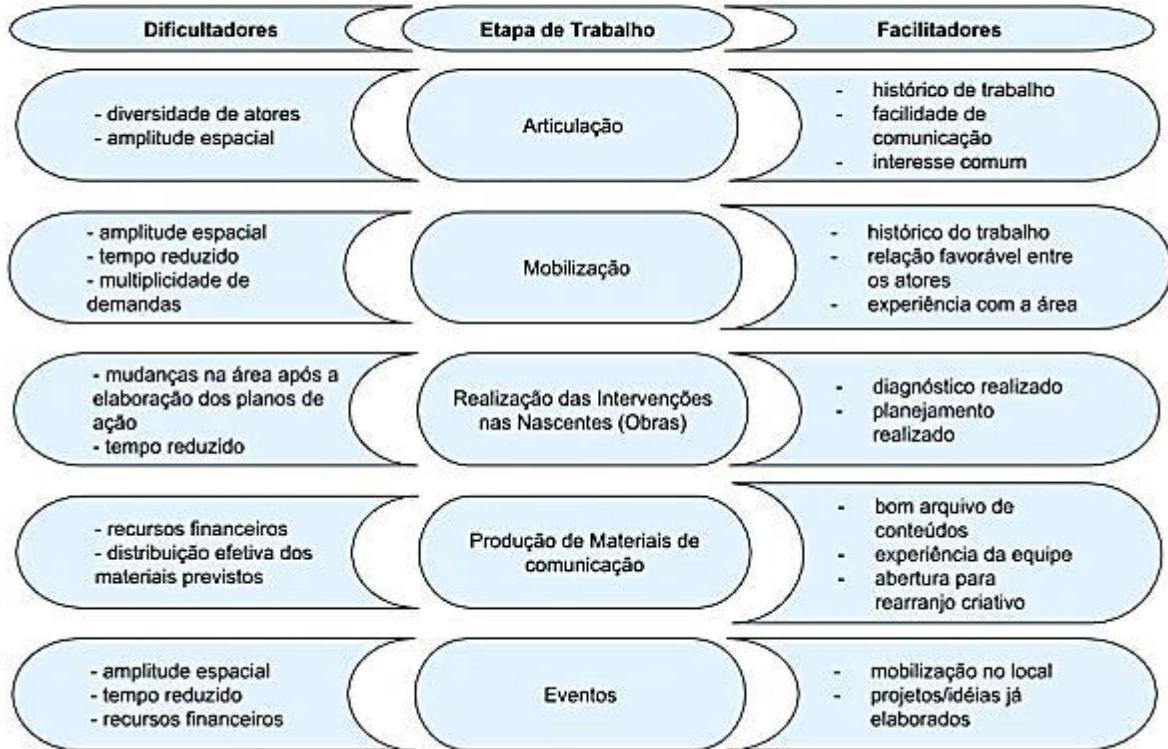 Dificultadores
Etapa de Trabalho
Facilitadores
- diversidade de atores
- amplitude espacial
Articulação
- histórico de trabalho
- facilidade de
comunicação
- interesse comum
- amplitude espacial
- tempo reduzido
- multiplicidade de
demandas
Mobilização
- histórico do trabalho
- relação favorável entre
os atores
- experiência com a área
- mudanças na área após a
elaboração dos planos de
ação
- tempo reduzido
Realização das Intervenções
nas Nascentes (Obras)
- diagnóstico realizado
- planejamento
realizado
- recursos financeiros
- distribuição efetiva dos
materiais previstos
Produção de Materiais de
comunicação
- bom arquivo de
conteúdos
- experiência da equipe
- abertura para
rearranjo criativo
- amplitude espacial
- tempo reduzido
- recursos financeiros
Eventos
- mobilização no local
- projetos/idéias já
elaborados